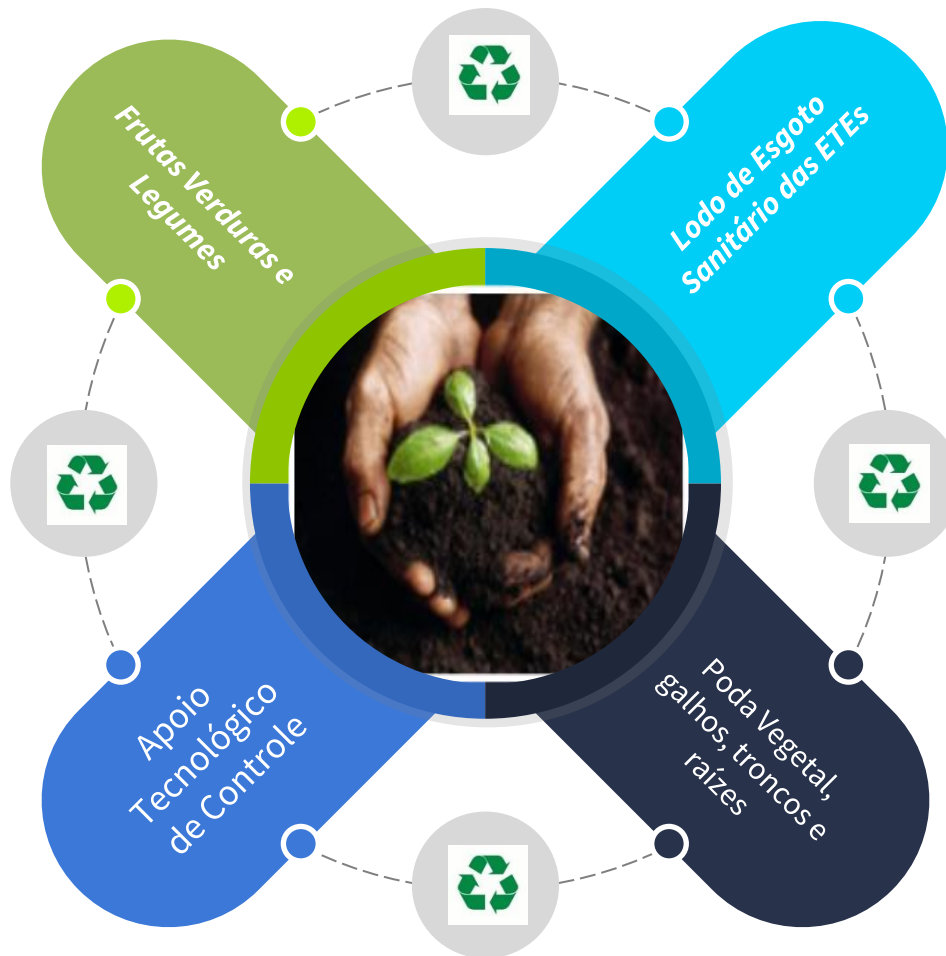 Frutas Verduras e
Legumes
Lodo de Esgoto
Sanitário das ETEs
Apoio
Tecnológico
de Controle
Poda Vegetal,
galhos, troncos e
raízes